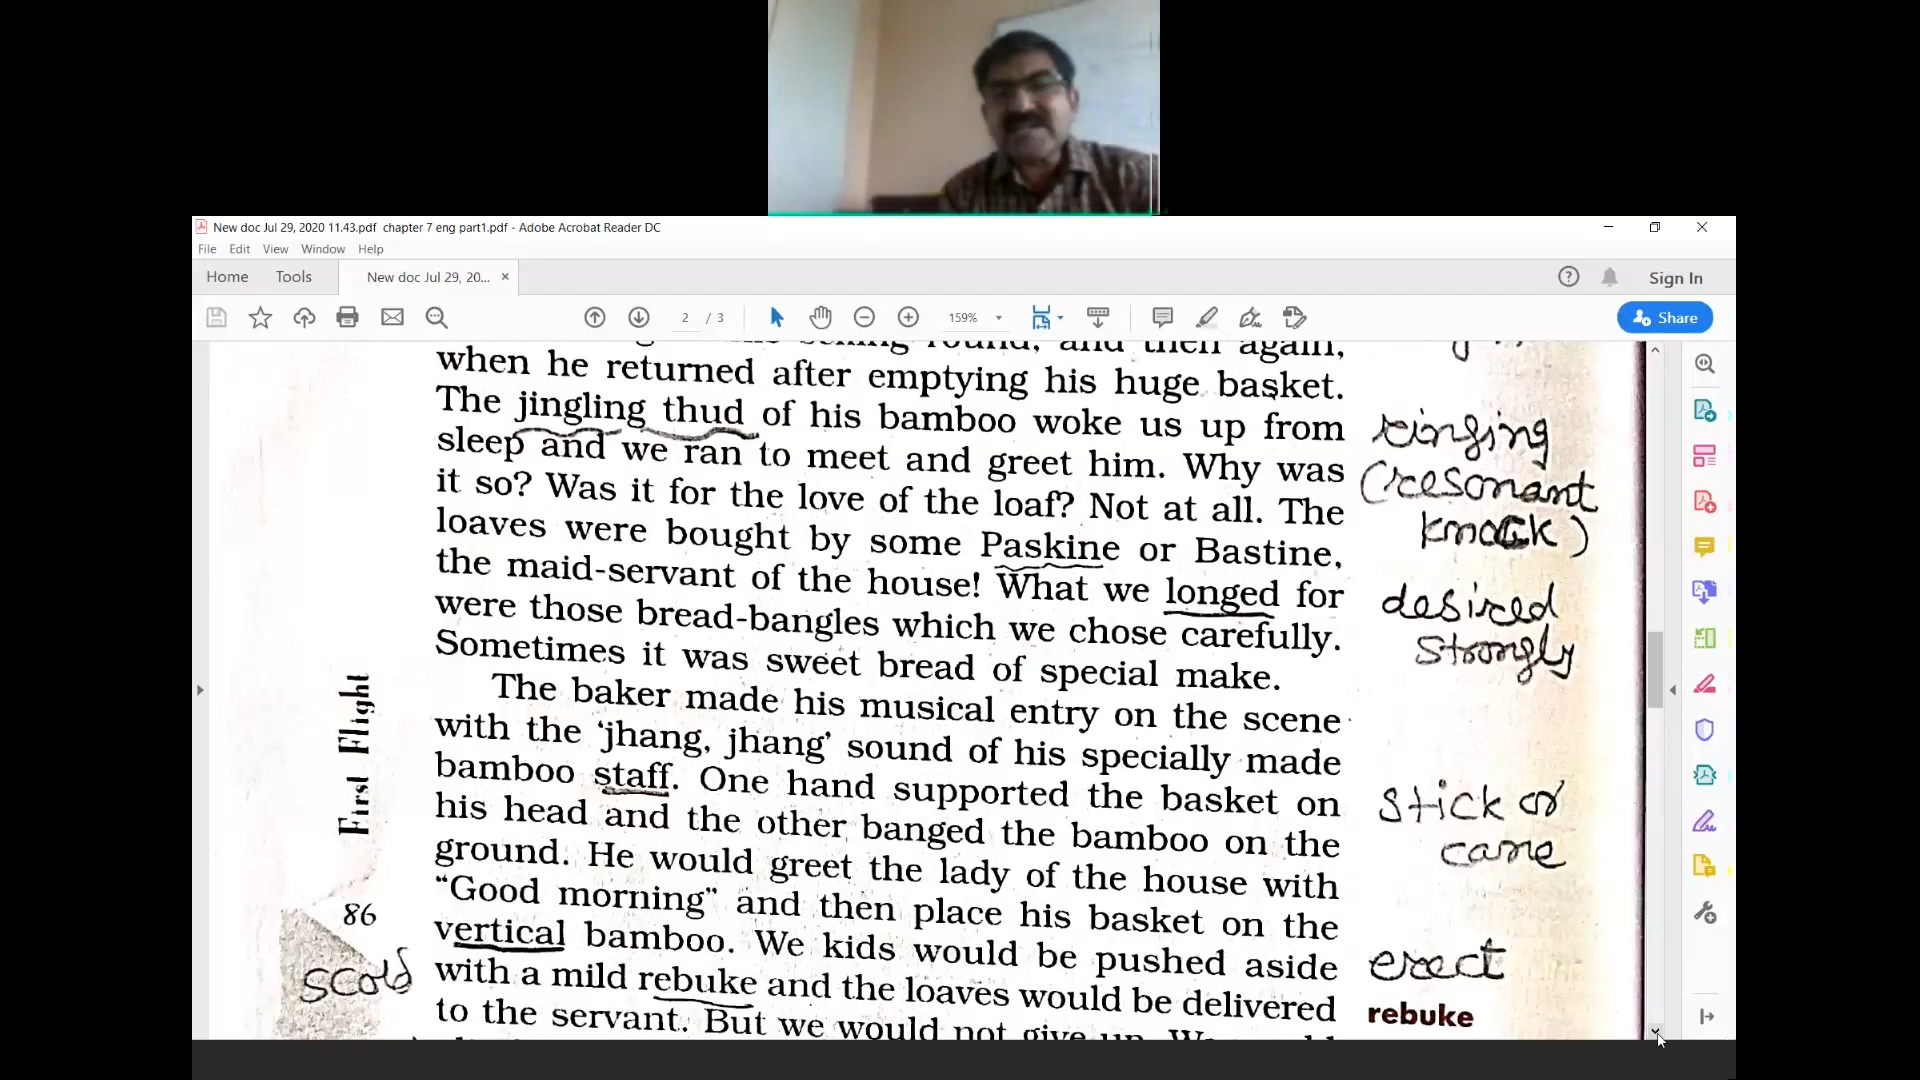 New doc Jul 29, 2020 11.43.pdf chapter 7 eng part1.pdf - Adobe Acrobat Reader DC
File Edit View Window Help
Home Tools New doc Jul 29, 20... × Sign In
2 / 3 159% Share
selling round, and then again,
when he returned after emptying his huge basket.
The jingling thud of his bamboo woke us up from
sleep and we ran to meet and greet him. Why was
it so? Was it for the love of the loaf? Not at all. The
loaves were bought by some Paskine or Bastine,
the maid-servant of the house! What we longed for
were those bread-bangles which we chose carefully.
Sometimes it was sweet bread of special make.
The baker made his musical entry on the scene
with the ‘jhang, jhang’ sound of his specially made
bamboo staff. One hand supported the basket on
his head and the other banged the bamboo on the
ground. He would greet the lady of the house with
“Good morning” and then place his basket on the
vertical bamboo. We kids would be pushed aside
with a mild rebuke and the loaves would be delivered
to the servant. But we would not give up. We
ringing
(resonant
knock)
desired
strongly
stick or
cane
erect
rebuke
First Flight
86
scold